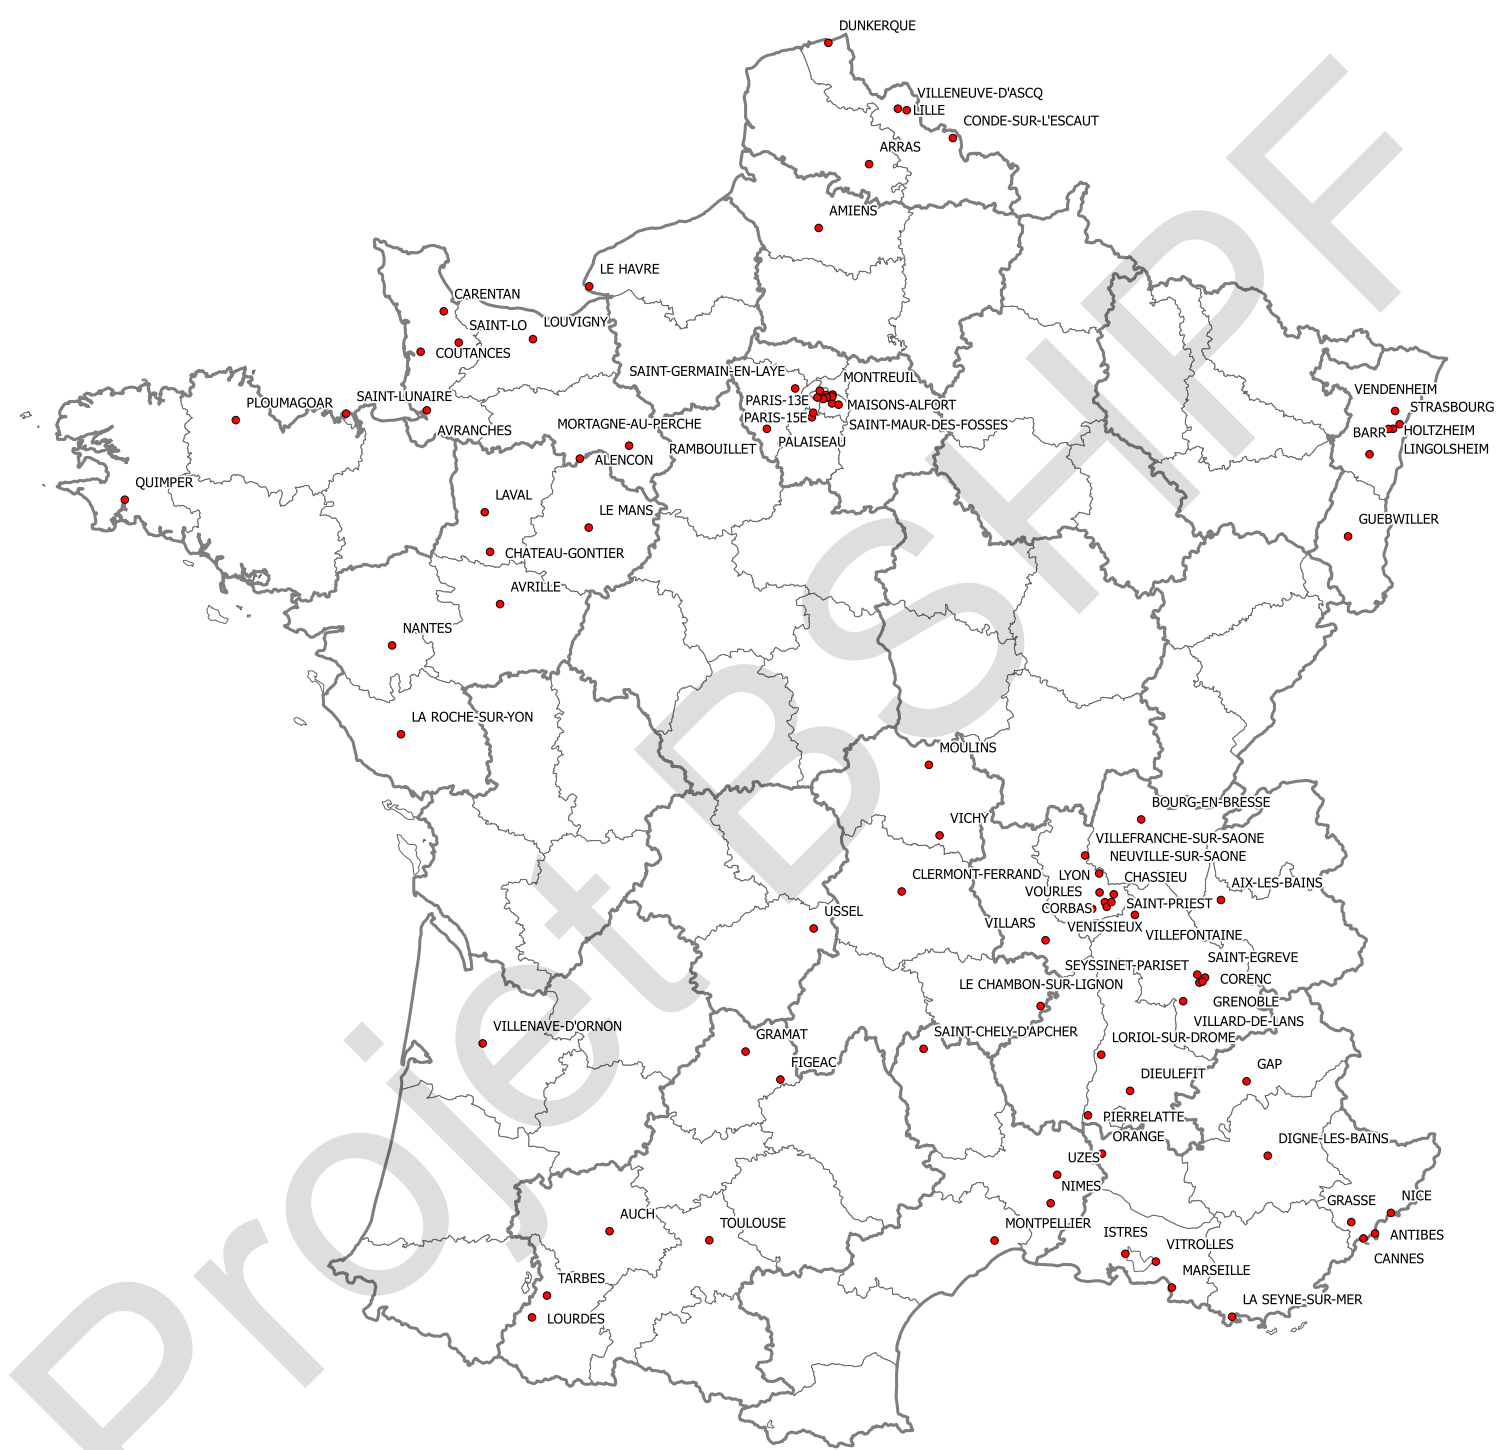 DUNKERQUE
VILLENEUVE-D'ASCQ
LILLE
CONDE-SUR-L'ESCAUT
ARRAS
AMIENS
LE HAVRE
CARENTAN
SAINT-LO
LOUVIGNY
COUTANCES
SAINT-GERMAIN-EN-LAYE
MONTREUIL
PARIS-13E
MAISONS-ALFORT
PARIS-15E
SAINT-MAUR-DES-FOSSES
PALAISEAU
RAMBOUILLET
VENDENHEIM
STRASBOURG
BARR
HOLTZHEIM
LINGOLSHEIM
GUEBWILLER
PLOUMAGOAR
SAINT-LUNAIRE
AVRANCHES
MORTAGNE-AU-PERCHE
ALENCON
QUIMPER
LAVAL
LE MANS
CHATEAU-GONTIER
AVRILLE
NANTES
LA ROCHE-SUR-YON
MOULINS
VICHY
BOURG-EN-BRESSE
VILLEFRANCHE-SUR-SAONE
NEUVILLE-SUR-SAONE
CLERMONT-FERRAND
LYON
CHASSIEU
AIX-LES-BAINS
VOURLES
SAINT-PRIEST
CORBAS
USSEL
VILLARS
VENISSIEUX
VILLEFONTAINE
SAINT-EGREVE
SEYSSINET-PARISET
CORENC
LE CHAMBON-SUR-LIGNON
GRENOBLE
VILLARD-DE-LANS
VILLENAVE-D'ORNON
GRAMAT
SAINT-CHELY-D'APCHER
LORIOL-SUR-DROME
FIGEAC
GAP
DIEULEFIT
PIERRELATTE
ORANGE
DIGNE-LES-BAINS
UZES
NIMES
GRASSE
NICE
AUCH
TOULOUSE
MONTPELLIER
ISTRES
ANTIBES
VITROLLES
CANNES
MARSEILLE
TARBES
LA SEYNE-SUR-MER
LOURDES
Projet BSHPF